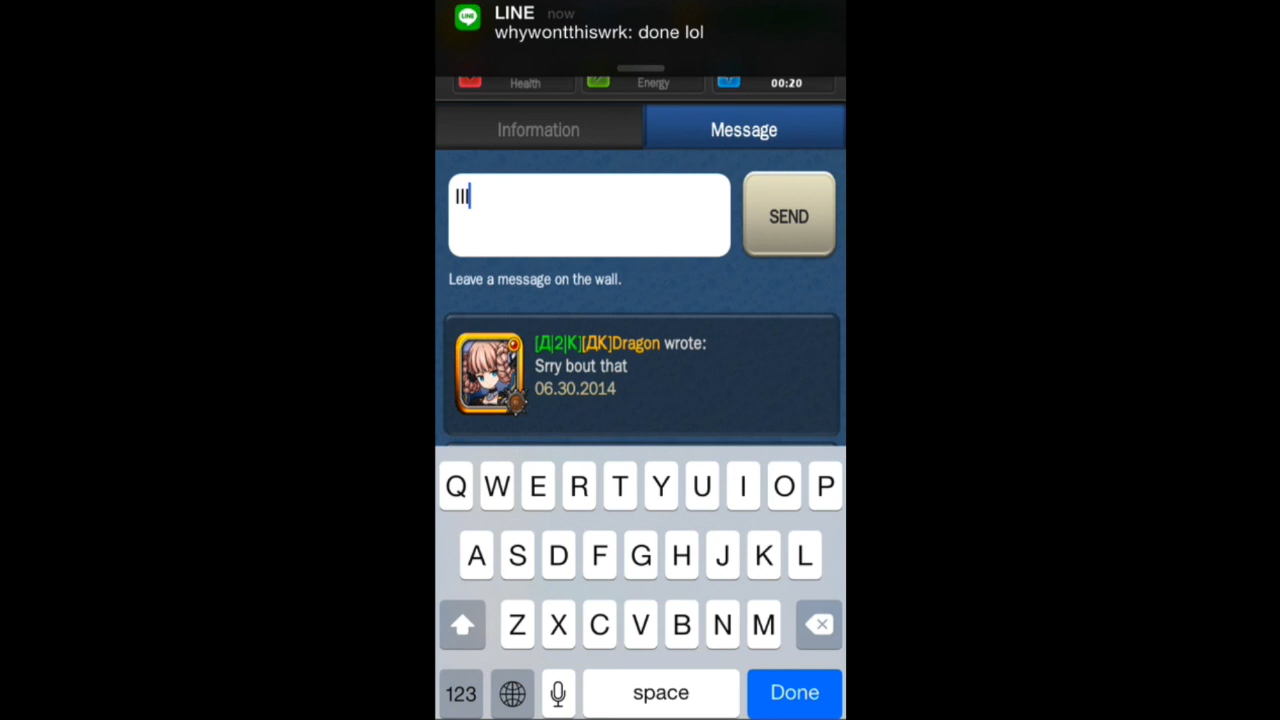 LINE now
whywontthiswrk: done lol
Health Energy 00:20
Information Message
lll
SEND
Leave a message on the wall.
[Д|2|K][ДК]Dragon wrote:
Srry bout that
06.30.2014
Q W E R T Y U I O P
A S D F G H J K L
Z X C V B N M
123 space Done